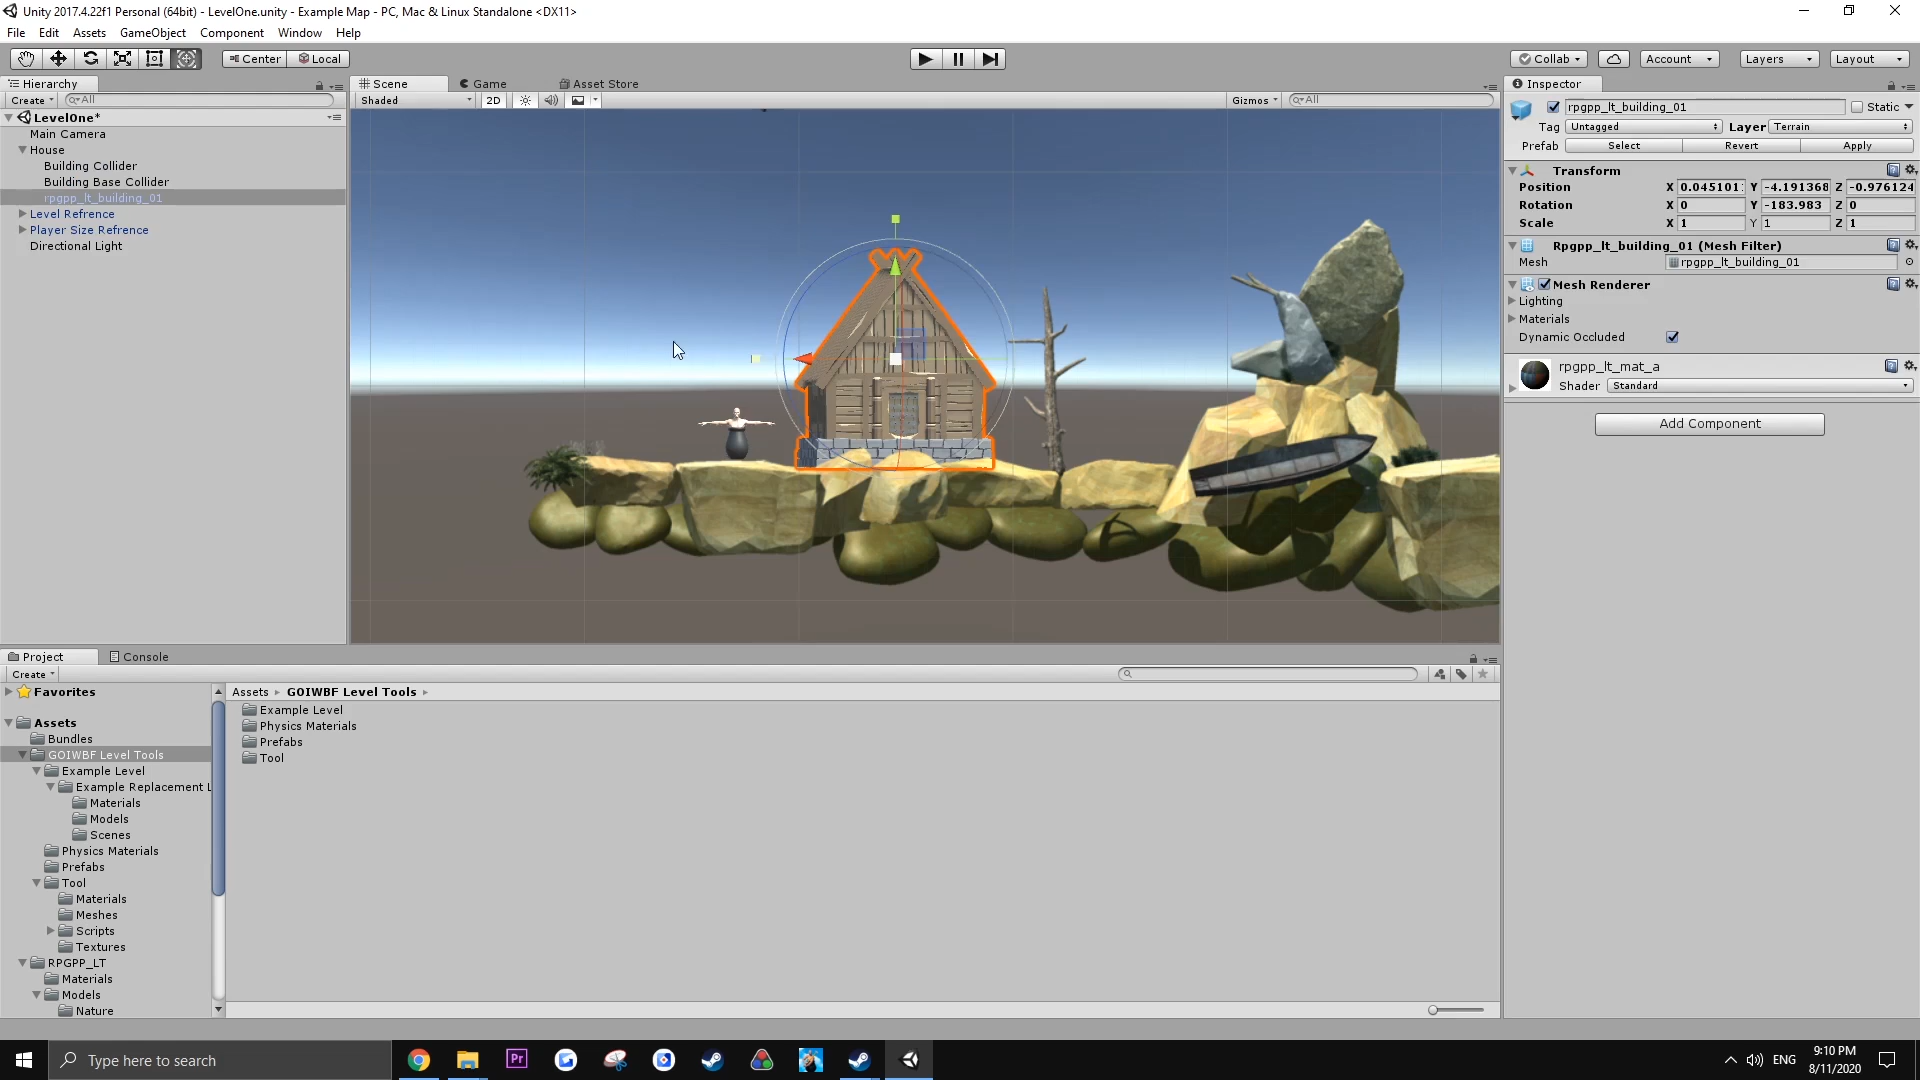 Unity 2017.4.22f1 Personal (64bit) - LevelOne.unity - Example Map - PC, Mac & Linux Standalone <DX11>
File Edit Assets GameObject Component Window Help
Center Local Collab Account Layers Layout
Hierarchy
Create All
LevelOne*
Main Camera
House
Building Collider
Building Base Collider
rpgpp_lt_building_01
Level Refrence
Player Size Refrence
Directional Light
Scene Game Asset Store
Shaded 2D Gizmos All
Inspector
rpgpp_lt_building_01 Static
Tag Untagged Layer Terrain
Prefab Select Revert Apply
Transform
Position X 0.045101 Y -4.191368 Z -0.976124
Rotation X 0 Y -183.983 Z 0
Scale X 1 Y 1 Z 1
Rpgpp_lt_building_01 (Mesh Filter)
Mesh rpgpp_lt_building_01
Mesh Renderer
Lighting
Materials
Dynamic Occluded
rpgpp_lt_mat_a
Shader Standard
Add Component
Project Console
Create
Favorites
Assets
Bundles
GOIWBF Level Tools
Example Level
Example Replacement L
Materials
Models
Scenes
Physics Materials
Prefabs
Tool
Materials
Meshes
Scripts
Textures
RPGPP_LT
Materials
Models
Nature
Assets GOIWBF Level Tools
Example Level
Physics Materials
Prefabs
Tool
Type here to search
Pr
ENG
9:10 PM
8/11/2020